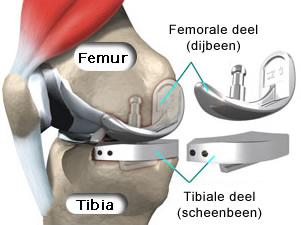 Femorale deel
(dijbeen)
Femur
Tibiale deel
(scheenbeen)
Tibia